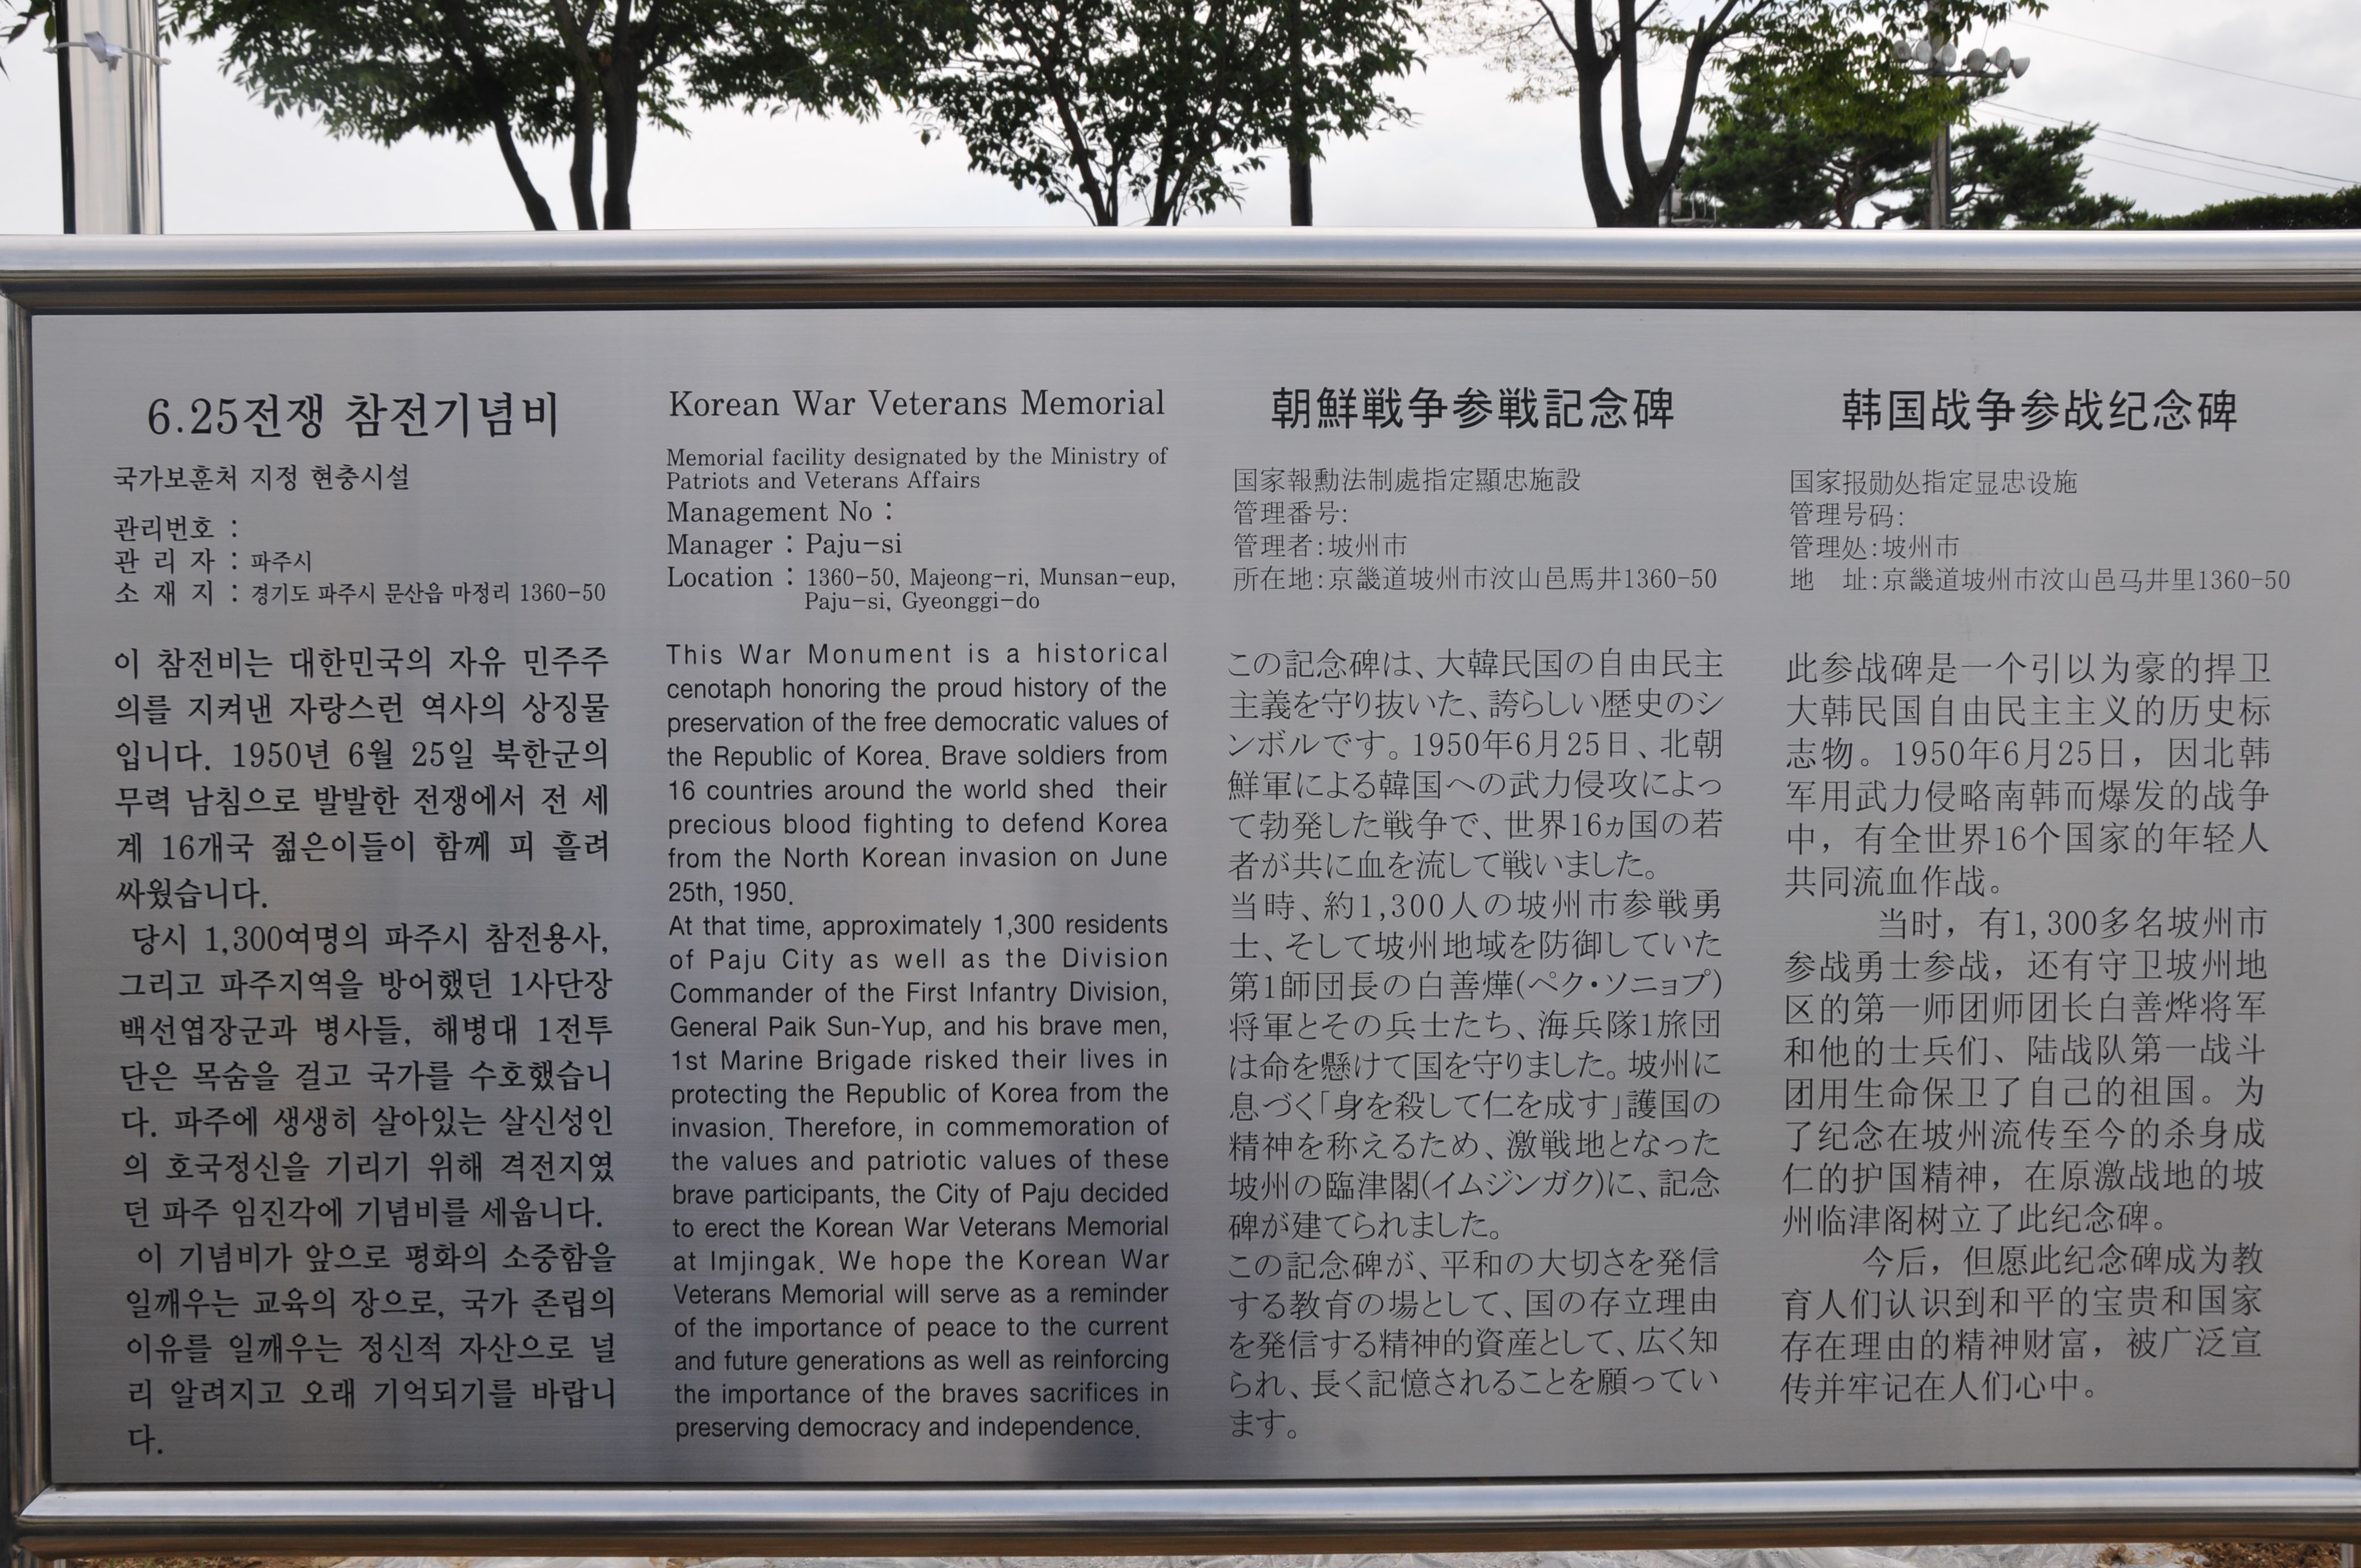 6.25전쟁 참전기념비
국가보훈처 지정 현충시설
관리번호 :
관 리 자 : 파주시
소 재 지 : 경기도 파주시 문산읍 마정리 1360-50
이 참전비는 대한민국의 자유 민주주
의를 지켜낸 자랑스런 역사의 상징물
입니다. 1950년 6월 25일 북한군의
무력 남침으로 발발한 전쟁에서 전 세
계 16개국 젊은이들이 함께 피 흘려
싸웠습니다.
당시 1,300여명의 파주시 참전용사,
그리고 파주지역을 방어했던 1사단장
백선엽장군과 병사들, 해병대 1전투
단은 목숨을 걸고 국가를 수호했습니
다. 파주에 생생히 살아있는 살신성인
의 호국정신을 기리기 위해 격전지였
던 파주 임진각에 기념비를 세웁니다.
이 기념비가 앞으로 평화의 소중함을
일깨우는 교육의 장으로, 국가 존립의
이유를 일깨우는 정신적 자산으로 널
리 알려지고 오래 기억되기를 바랍니
다.
Korean War Veterans Memorial
Memorial facility designated by the Ministry of
Patriots and Veterans Affairs
Management No :
Manager : Paju-si
Location : 1360-50, Majeong-ri, Munsan-eup,
Paju-si, Gyeonggi-do
This War Monument is a historical
cenotaph honoring the proud history of the
preservation of the free democratic values of
the Republic of Korea. Brave soldiers from
16 countries around the world shed their
precious blood fighting to defend Korea
from the North Korean invasion on June
25th, 1950.
At that time, approximately 1,300 residents
of Paju City as well as the Division
Commander of the First Infantry Division,
General Paik Sun-Yup, and his brave men,
1st Marine Brigade risked their lives in
protecting the Republic of Korea from the
invasion. Therefore, in commemoration of
the values and patriotic values of these
brave participants, the City of Paju decided
to erect the Korean War Veterans Memorial
at Imjingak. We hope the Korean War
Veterans Memorial will serve as a reminder
of the importance of peace to the current
and future generations as well as reinforcing
the importance of the braves sacrifices in
preserving democracy and independence.
朝鮮戦争参戦記念碑
国家報勳法制處指定顯忠施設
管理番号:
管理者:坡州市
所在地:京畿道坡州市汶山邑馬井1360-50
この記念碑は、大韓民国の自由民主
主義を守り抜いた、誇らしい歴史のシ
ンボルです。1950年6月25日、北朝
鮮軍による韓国への武力侵攻によっ
て勃発した戦争で、世界16ヵ国の若
者が共に血を流して戦いました。
当時、約1,300人の坡州市参戦勇
士、そして坡州地域を防御していた
第1師団長の白善燁(ペク・ソニョプ)
将軍とその兵士たち、海兵隊1旅団
は命を懸けて国を守りました。坡州に
息づく「身を殺して仁を成す」護国の
精神を称えるため、激戦地となった
坡州の臨津閣(イムジンガク)に、記念
碑が建てられました。
この記念碑が、平和の大切さを発信
する教育の場として、国の存立理由
を発信する精神的資産として、広く知
られ、長く記憶されることを願ってい
ます。
韩国战争参战纪念碑
国家报勋处指定显忠设施
管理号码:
管理处:坡州市
地 址:京畿道坡州市汶山邑马井里1360-50
此参战碑是一个引以为豪的捍卫
大韩民国自由民主主义的历史标
志物。1950年6月25日，因北韩
军用武力侵略南韩而爆发的战争
中，有全世界16个国家的年轻人
共同流血作战。
当时，有1,300多名坡州市
参战勇士参战，还有守卫坡州地
区的第一师团师团长白善烨将军
和他的士兵们、陆战队第一战斗
团用生命保卫了自己的祖国。为
了纪念在坡州流传至今的杀身成
仁的护国精神，在原激战地的坡
州临津阁树立了此纪念碑。
今后，但愿此纪念碑成为教
育人们认识到和平的宝贵和国家
存在理由的精神财富，被广泛宣
传并牢记在人们心中。